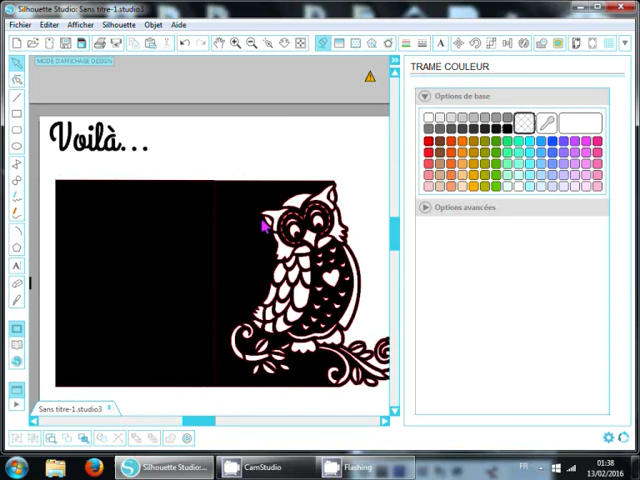 Silhouette Studio: Sans titre-1.studio3
Fichier Editer Afficher Silhouette Objet Aide
MODE D'AFFICHAGE DESIGN
TRAME COULEUR
Options de base
Options avancées
Voilà...
Sans titre-1.studio3
Silhouette Studio: ...
CamStudio
Flashing
FR
01:38
13/02/2016